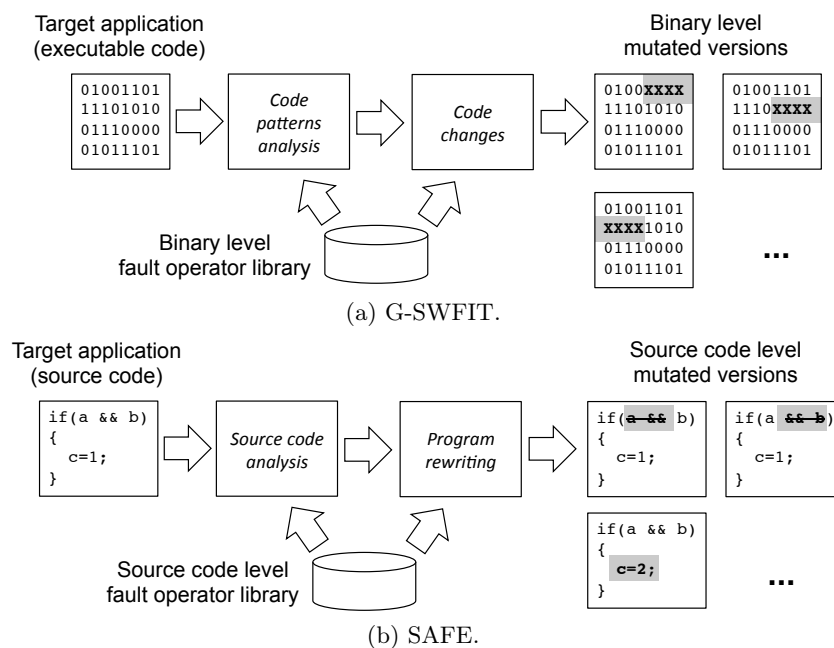 Target application
(executable code)
Binary level
mutated versions
01001101
11101010
01110000
01011101
Code
patterns
analysis
Code
changes
0100XXXX
11101010
01110000
01011101
01001101
1110XXXX
01110000
01011101
01001101
XXXX1010
01110000
01011101
...
Binary level
fault operator library
(a) G-SWFIT.
Target application
(source code)
Source code level
mutated versions
if(a && b)
{
c=1;
}
Source code
analysis
Program
rewriting
if(a && b)
{
c=1;
}
if(a && b)
{
c=1;
}
if(a && b)
{
c=2;
}
...
Source code level
fault operator library
(b) SAFE.